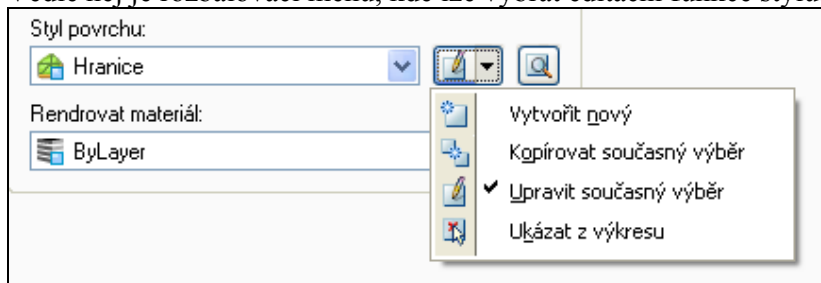 Styl povrchu:
Hranice
Rendrovat materiál:
ByLayer
Vytvořit nový
Kopírovat současný výběr
Upravit současný výběr
Ukázat z výkresu